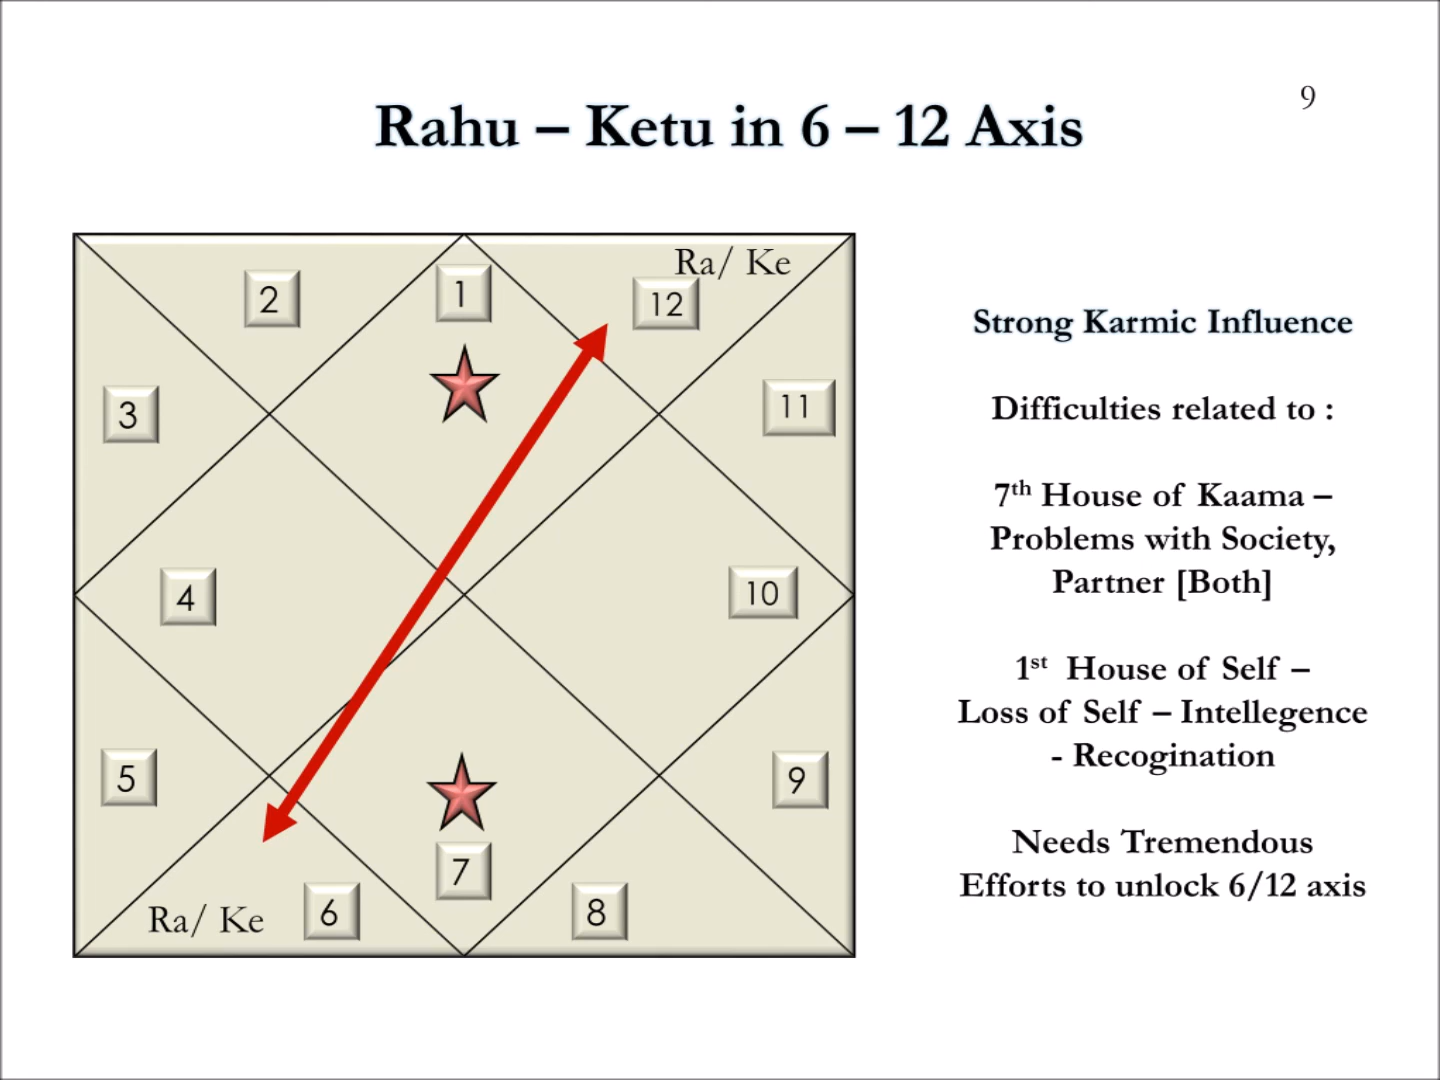 9
Rahu – Ketu in 6 – 12 Axis
Ra/ Ke
2
1
12
3
11
4
10
5
9
7
Ra/ Ke
6
8
Strong Karmic Influence
Difficulties related to :
7th House of Kaama –
Problems with Society,
Partner [Both]
1st House of Self –
Loss of Self – Intellegence
- Recogination
Needs Tremendous
Efforts to unlock 6/12 axis